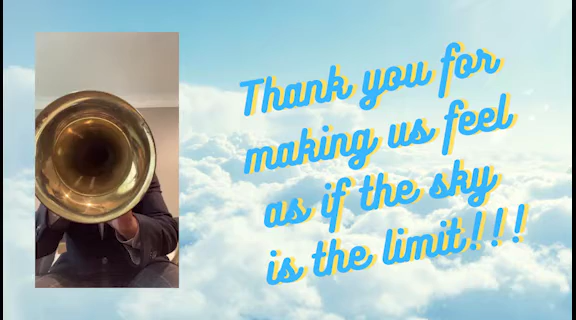 Thank you for
making us feel
as if the sky
is the limit!!!